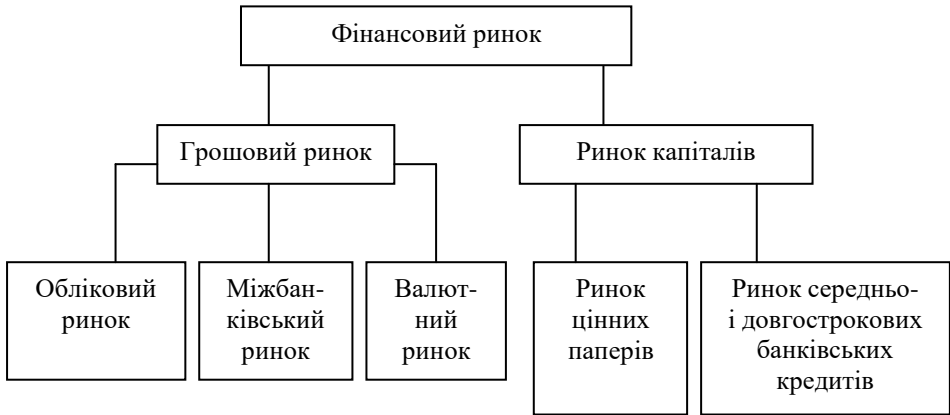 Фінансовий ринок
Грошовий ринок
Ринок капіталів
Обліковий
ринок
Міжбан-
ківський
ринок
Валют-
ний
ринок
Ринок
цінних
паперів
Ринок середньо-
і довгострокових
банківських
кредитів